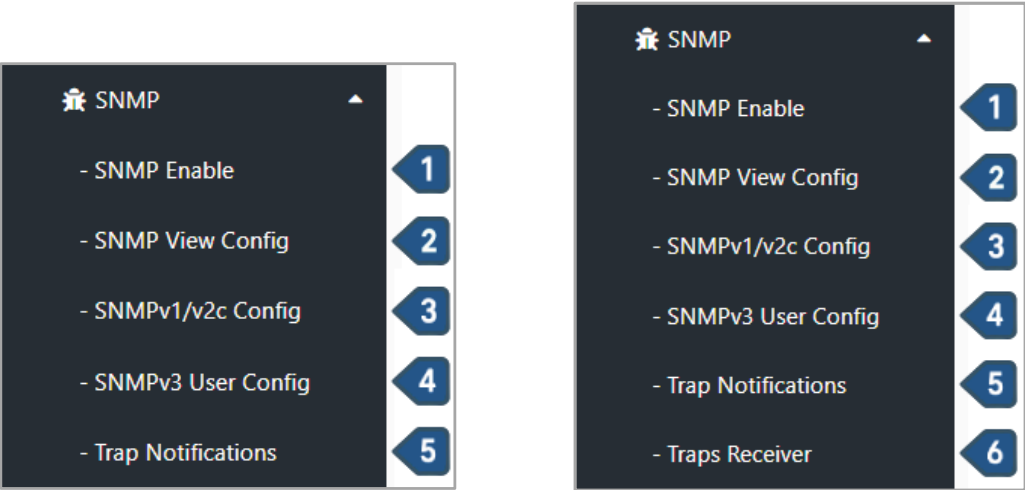 SNMP
- SNMP Enable 1
- SNMP View Config 2
- SNMPv1/v2c Config 3
- SNMPv3 User Config 4
- Trap Notifications 5
SNMP
- SNMP Enable 1
- SNMP View Config 2
- SNMPv1/v2c Config 3
- SNMPv3 User Config 4
- Trap Notifications 5
- Traps Receiver 6